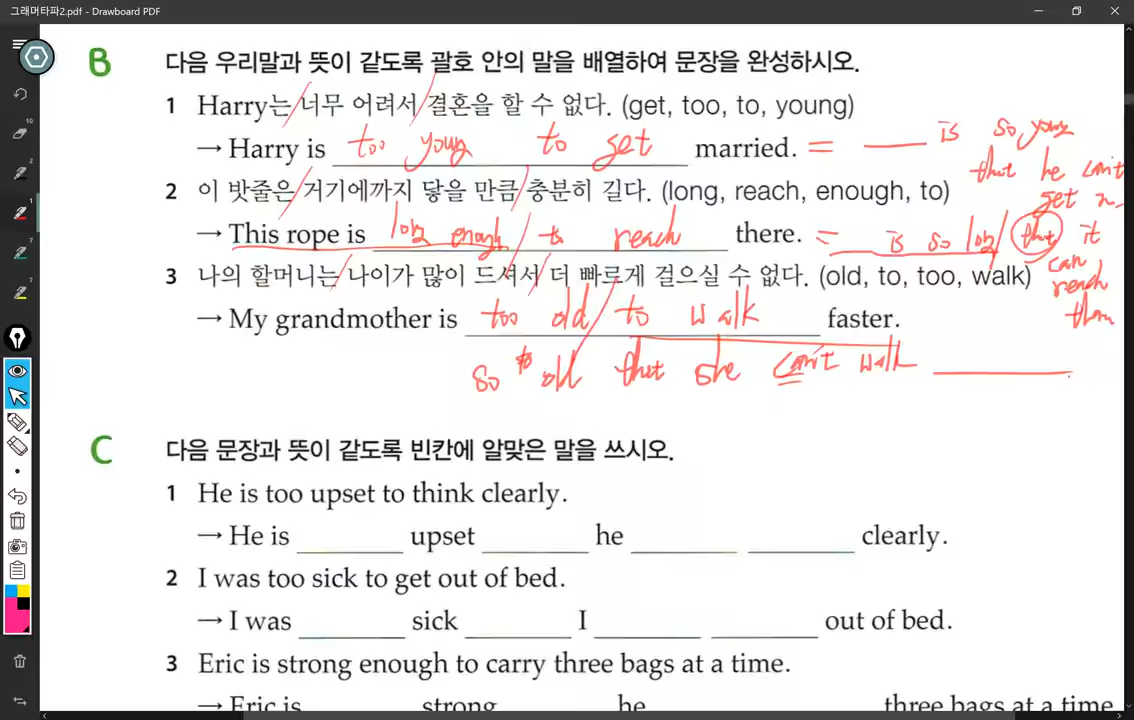 그래머타파2.pdf - Drawboard PDF
B 다음 우리말과 뜻이 같도록 괄호 안의 말을 배열하여 문장을 완성하시오.
1 Harry는 너무 어려서 결혼을 할 수 없다. (get, too, to, young)
→ Harry is too young to get married. = is so young
that he can't
get
2 이 밧줄은 거기에까지 닿을 만큼 충분히 길다. (long, reach, enough, to)
→ This rope is long enough to reach there. = is so long that it
can
reach
3 나의 할머니는 나이가 많이 드셔서 더 빠르게 걸으실 수 없다. (old, to, too, walk)
→ My grandmother is too old to walk faster.
so old that she can't walk
C 다음 문장과 뜻이 같도록 빈칸에 알맞은 말을 쓰시오.
1 He is too upset to think clearly.
→ He is upset he clearly.
2 I was too sick to get out of bed.
→ I was sick I out of bed.
3 Eric is strong enough to carry three bags at a time.
→ Eric is strong he three bags at a time.